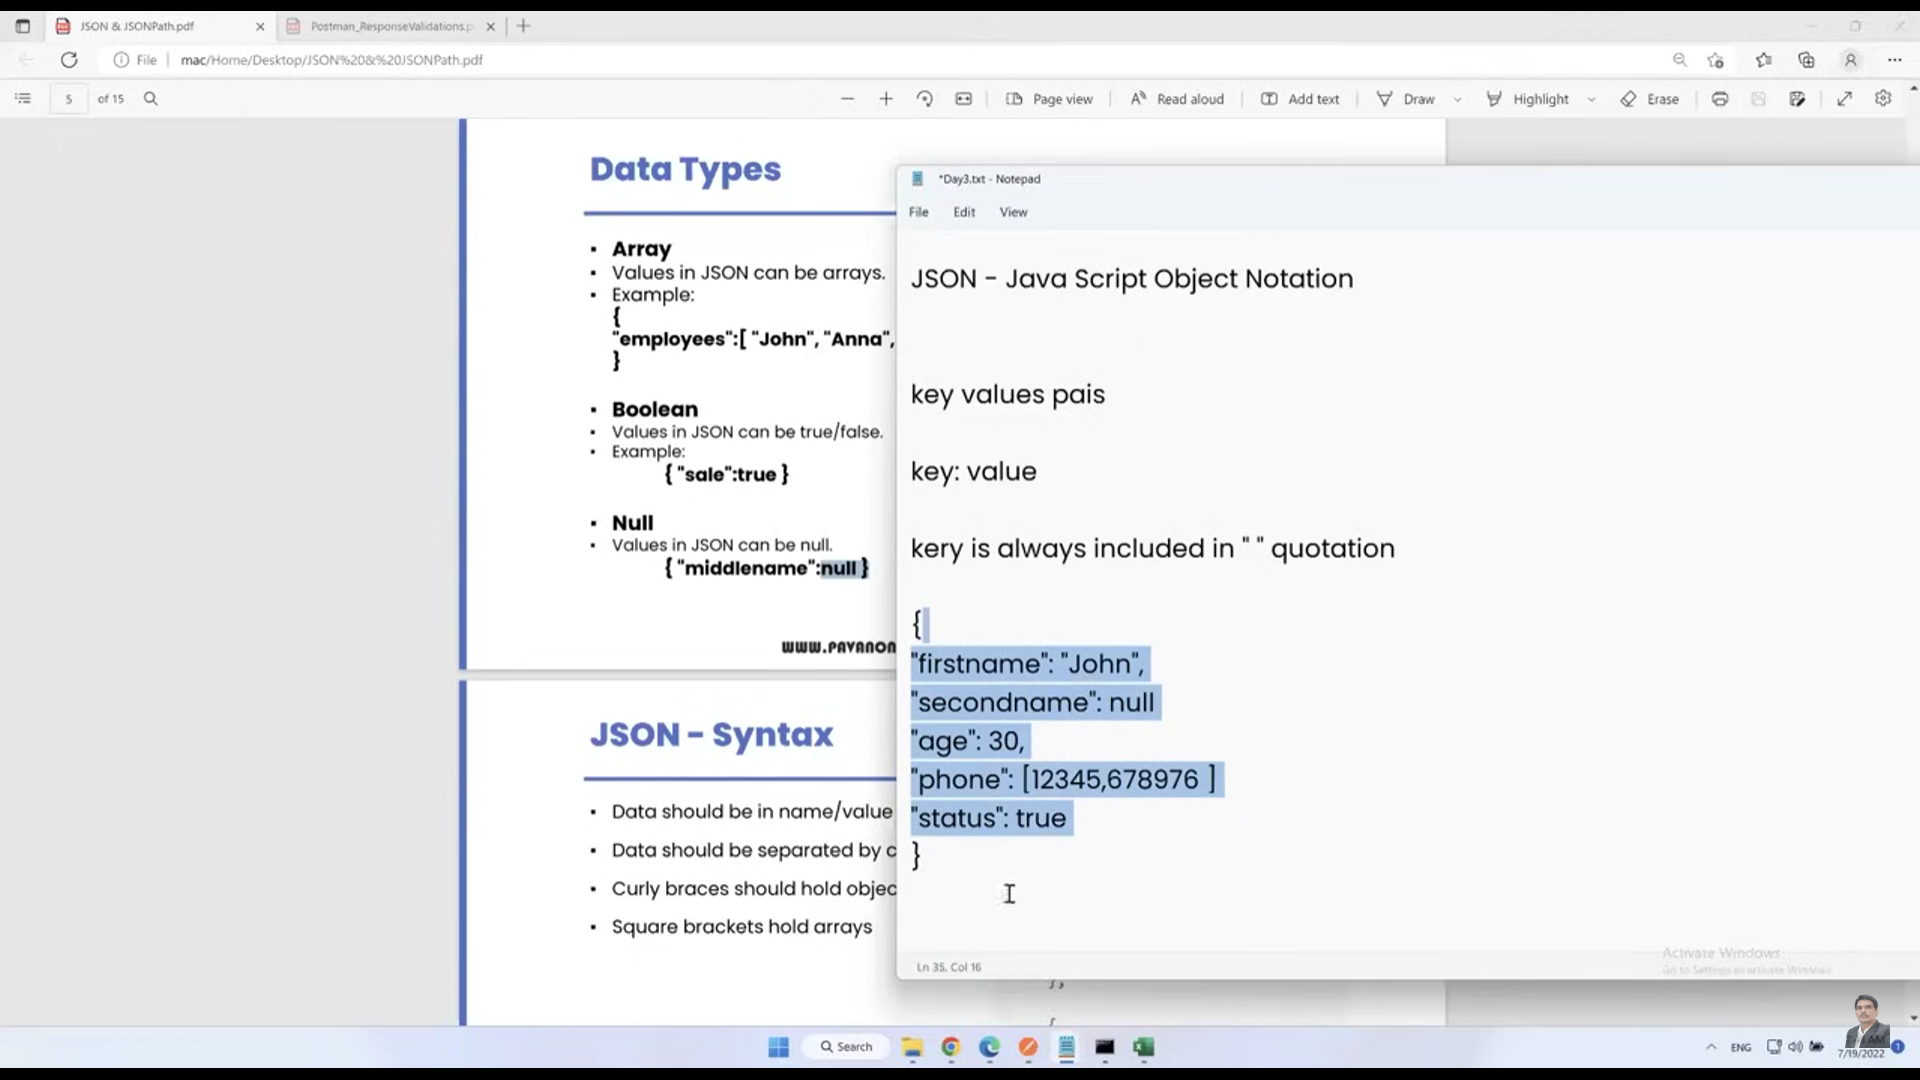 JSON & JSONPath.pdf
Postman_ResponseValidations.p
File
mac/Home/Desktop/JSON%20&%20JSONPath.pdf
5 of 15
Page view
Read aloud
Add text
Draw
Highlight
Erase
Data Types
▪ Array
▪ Values in JSON can be arrays.
▪ Example:
{
"employees":[ "John", "Anna",
}
▪ Boolean
▪ Values in JSON can be true/false.
▪ Example:
{ "sale":true }
▪ Null
▪ Values in JSON can be null.
{ "middlename":null }
WWW.PAVANON
JSON - Syntax
▪ Data should be in name/value
▪ Data should be separated by c
▪ Curly braces should hold objec
▪ Square brackets hold arrays
*Day3.txt - Notepad
File Edit View
JSON - Java Script Object Notation
key values pais
key: value
kery is always included in " " quotation
{
"firstname": "John",
"secondname": null
"age": 30,
"phone": [12345,678976 ]
"status": true
}
Ln 35, Col 16
Activate Windows
Go to Settings to activate Windows.
},
{
Search
ENG
7/19/2022
1